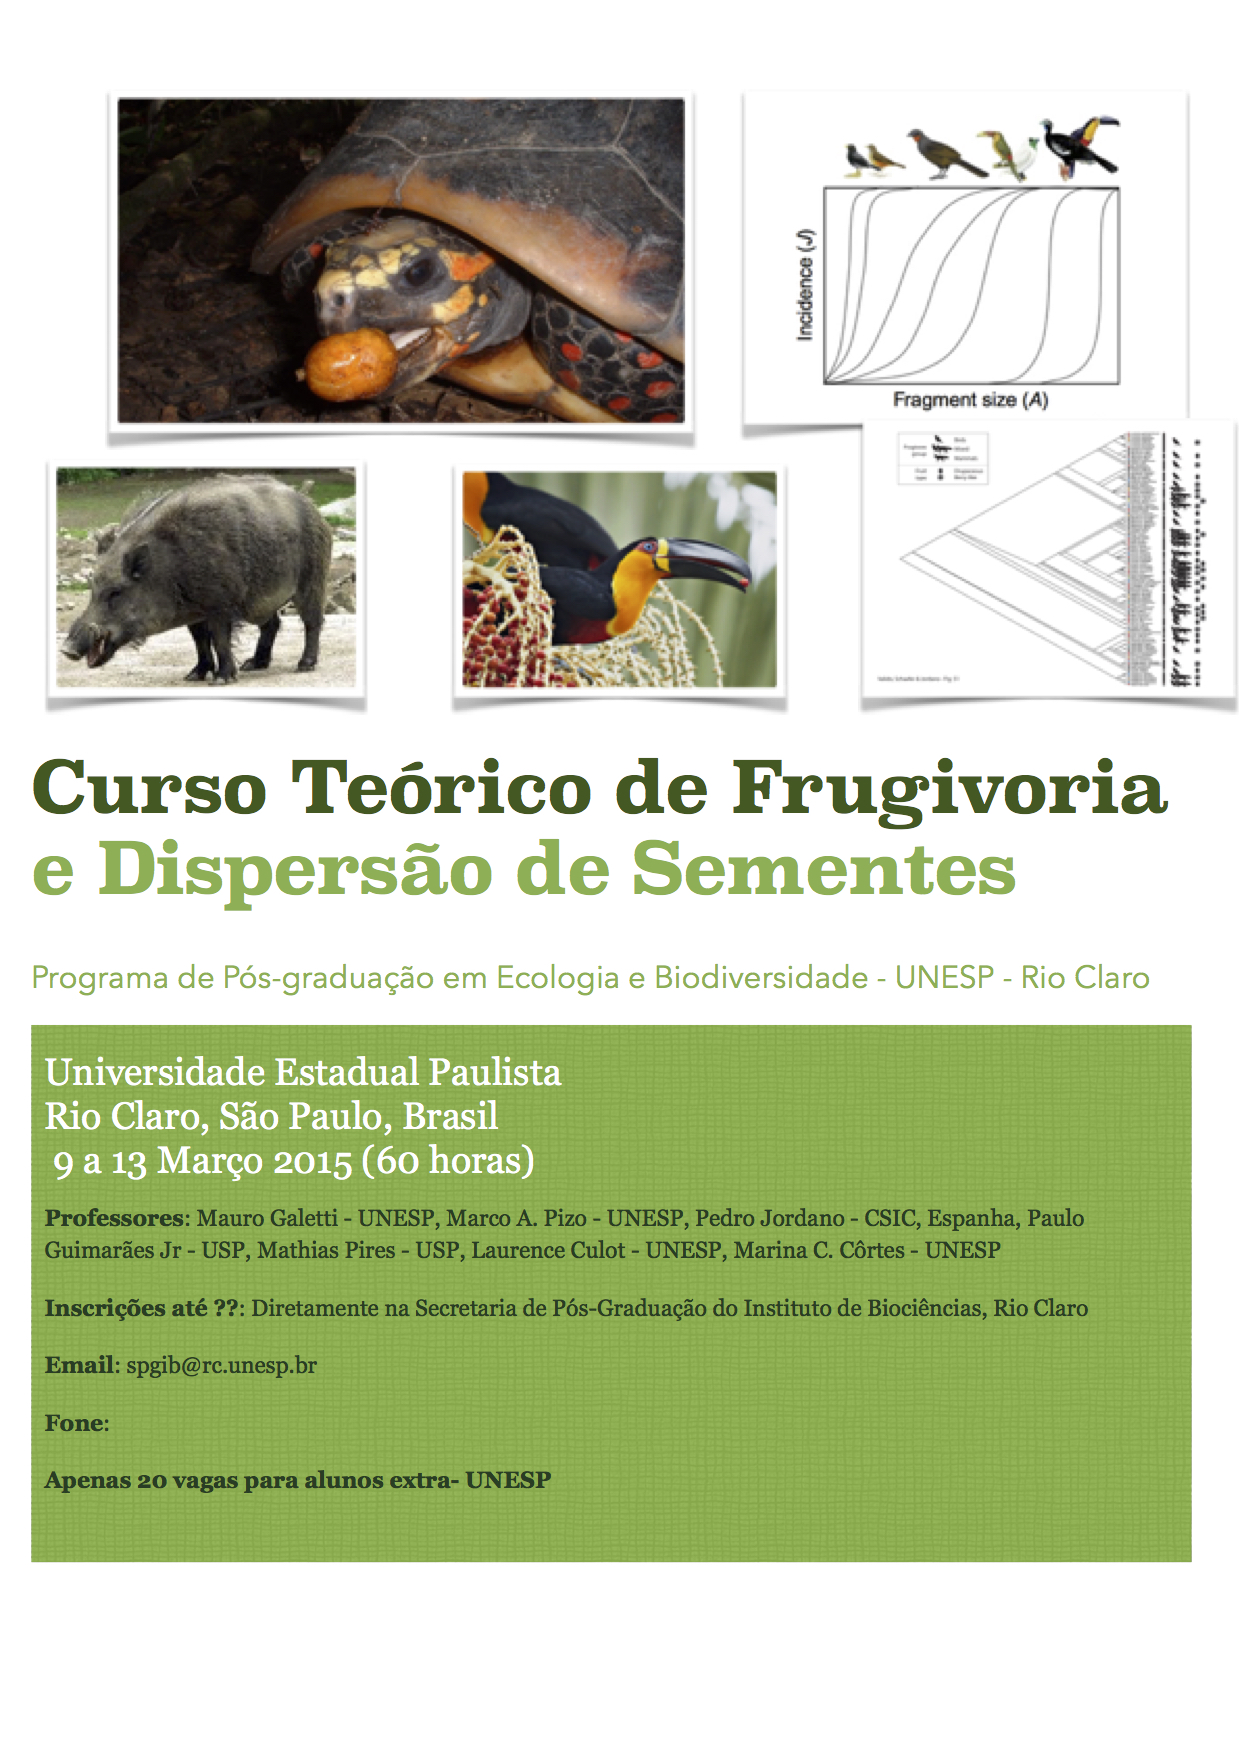 Incidence (J)
Fragment size (A)
Birds
Mixed
Mammals
Curso Teórico de Frugivoria
e Dispersão de Sementes
Programa de Pós-graduação em Ecologia e Biodiversidade - UNESP - Rio Claro
Universidade Estadual Paulista
Rio Claro, São Paulo, Brasil
9 a 13 Março 2015 (60 horas)
Professores: Mauro Galetti - UNESP, Marco A. Pizo - UNESP, Pedro Jordano - CSIC, Espanha, Paulo
Guimarães Jr - USP, Mathias Pires - USP, Laurence Culot - UNESP, Marina C. Côrtes - UNESP
Inscrições até ??: Diretamente na Secretaria de Pós-Graduação do Instituto de Biociências, Rio Claro
Email: spgib@rc.unesp.br
Fone:
Apenas 20 vagas para alunos extra- UNESP